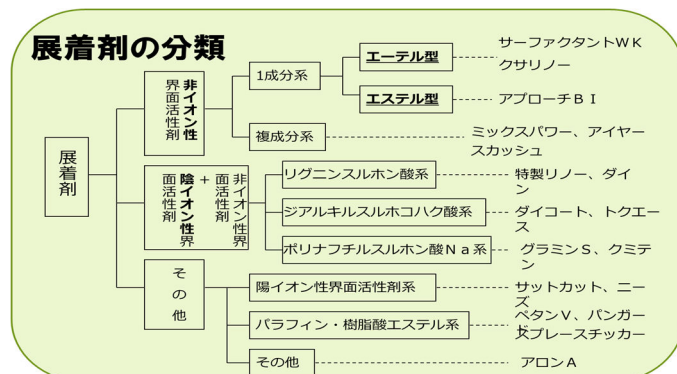 展着剤の分類
展着剤
非イオン性
界面活性剤
1成分系
エーテル型
サーファクタントＷＫ
クサリノー
エステル型
アプローチＢＩ
複成分系
ミックスパワー、アイヤー
スカッシュ
非イオン性界
面活性剤
+
陰イオン性界
面活性剤
リグニンスルホン酸系
特製リノー、ダイ
ン
ジアルキルスルホコハク酸系
ダイコート、トクエー
ス
ポリナフチルスルホン酸Ｎａ系
グラミンＳ、クミテ
ン
その他
陽イオン性界面活性剤系
サットカット、ニー
ズ
パラフィン・樹脂酸エステル系
ペタンＶ、パンガー
ド
スプレースチッカー
その他
アロンＡ